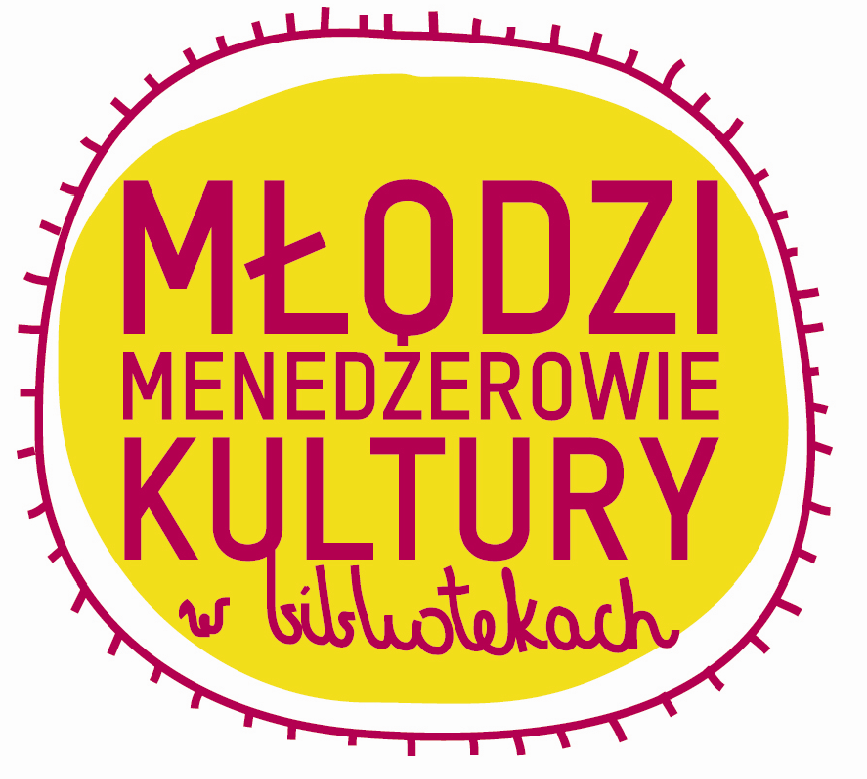 MŁODZI
MENEDŻEROWIE
KULTURY
w bibliotekach